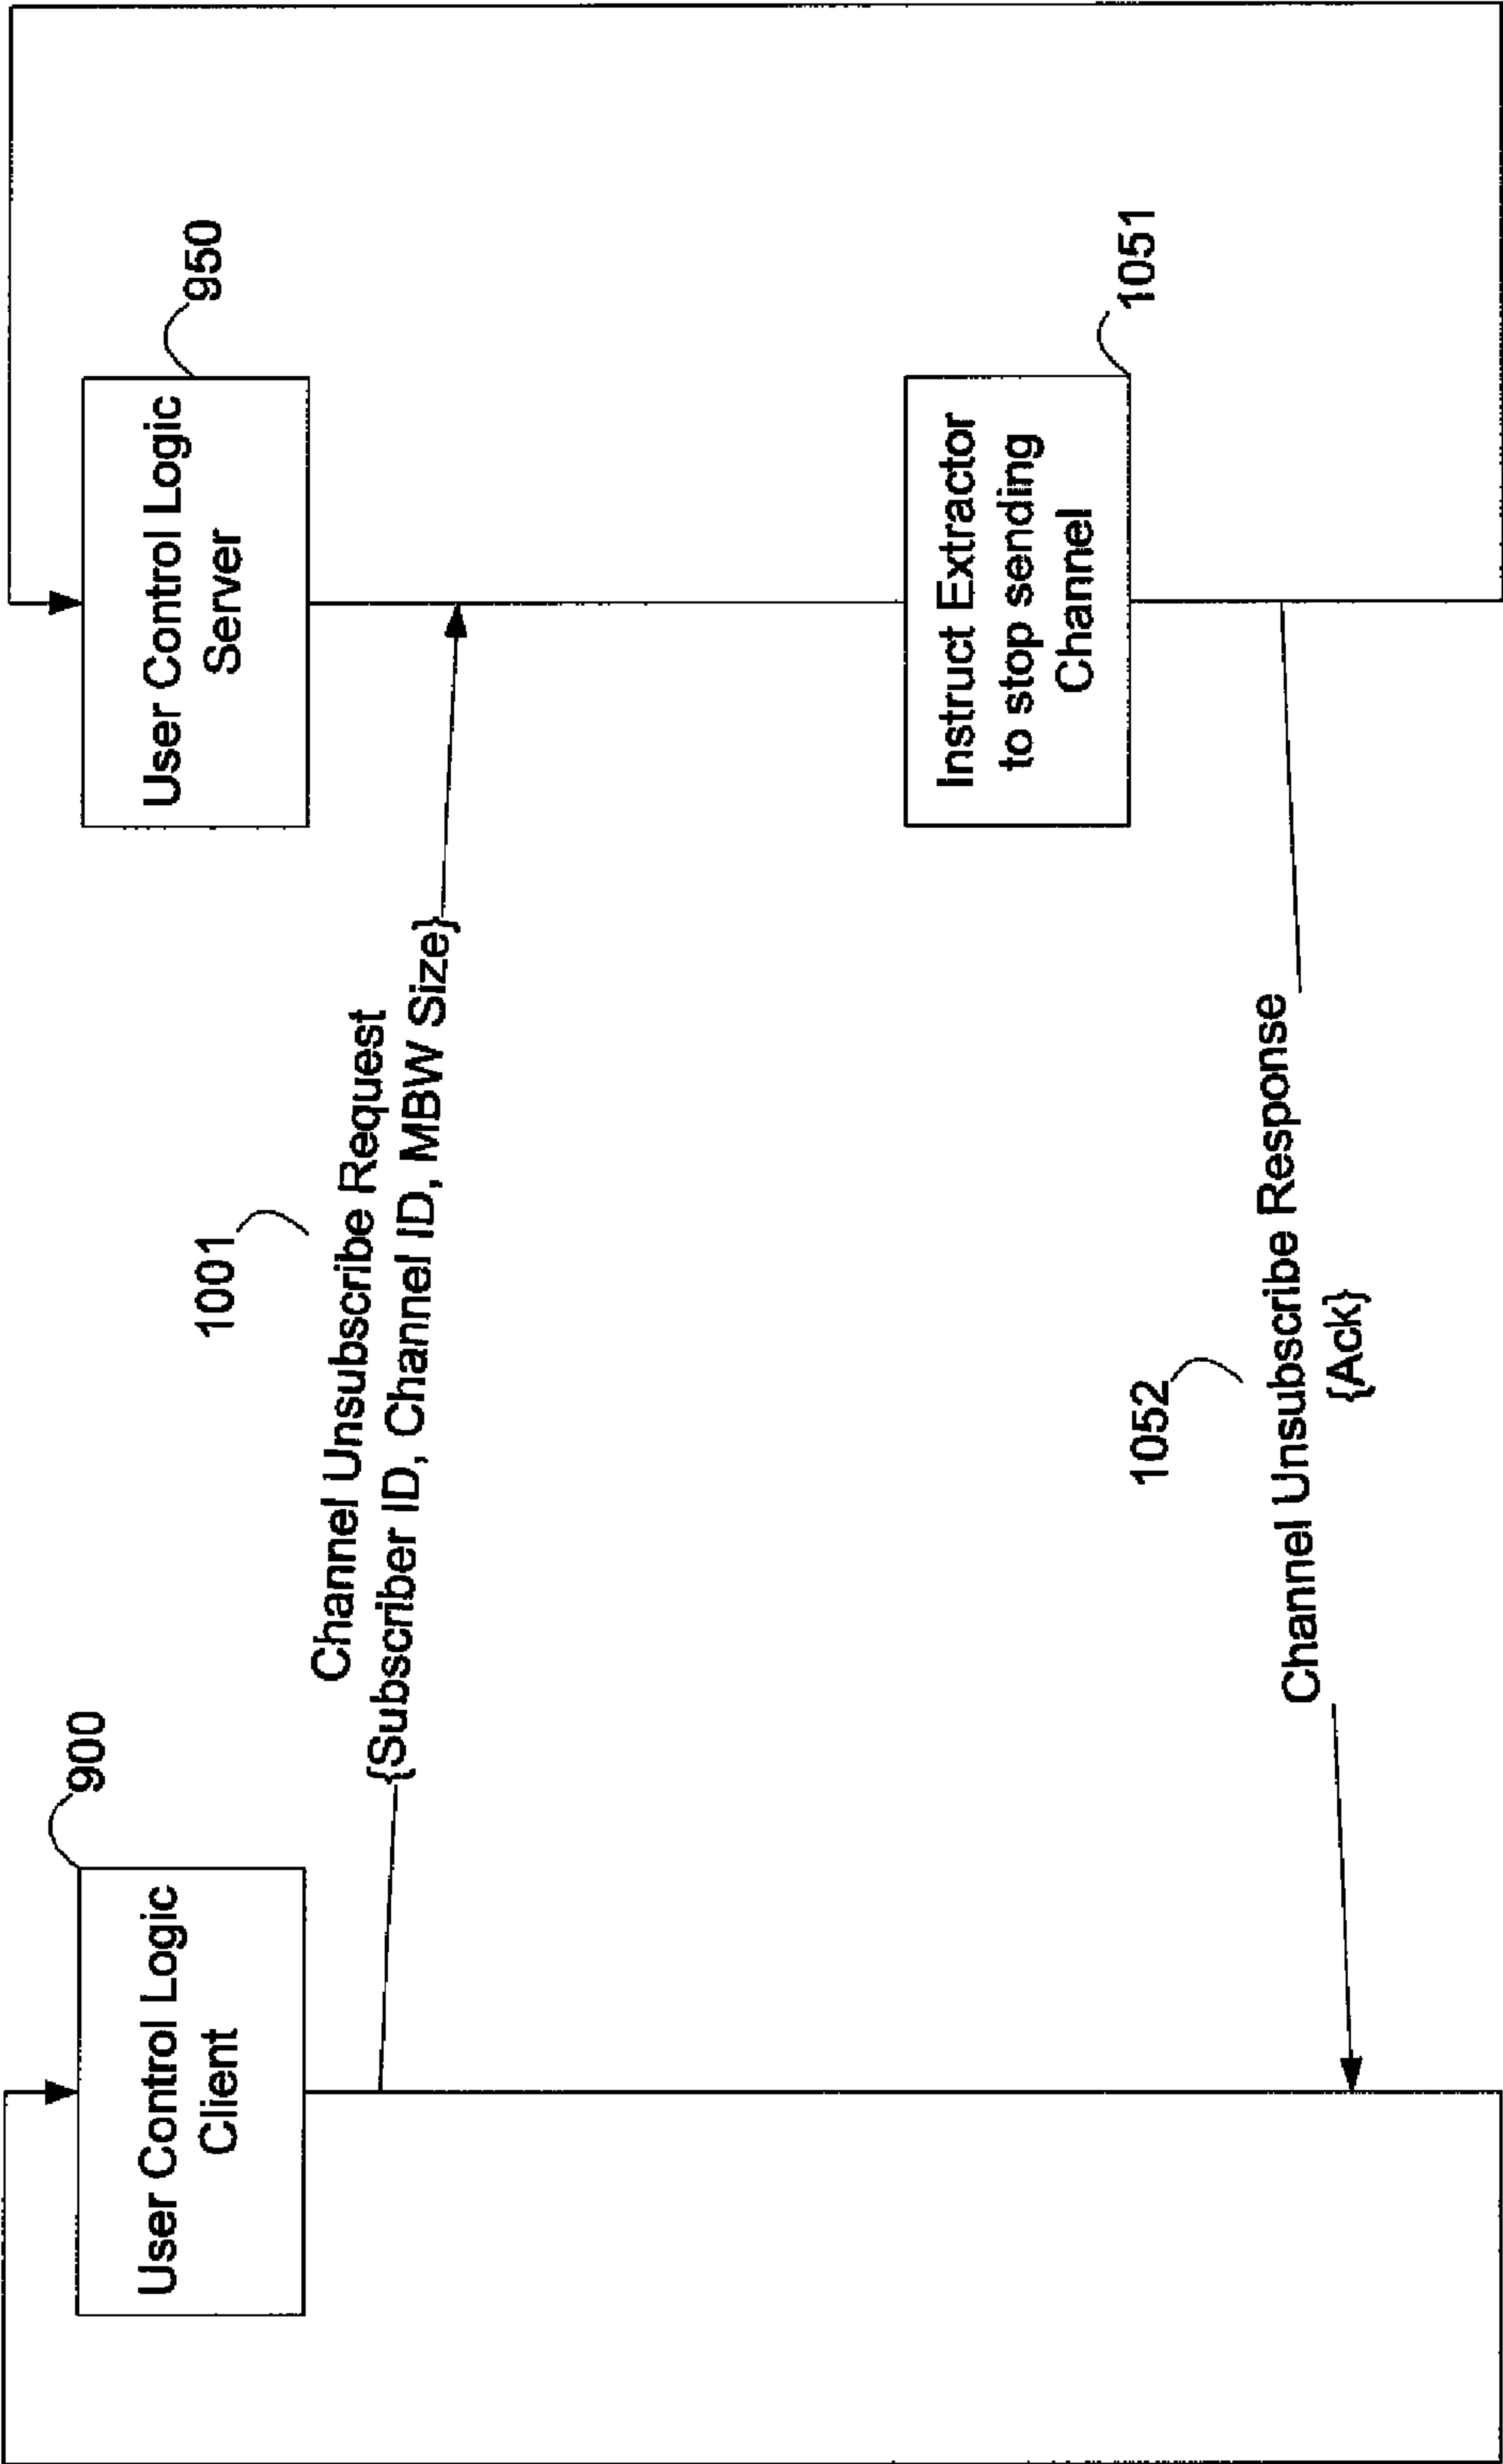 900
User Control Logic
Client
950
User Control Logic
Server
1001
Channel Unsubscribe Request
{Subscriber ID, Channel ID, MBW Size}
Instruct Extractor
to stop sending
Channel
1051
1052
Channel Unsubscribe Response
{Ack}